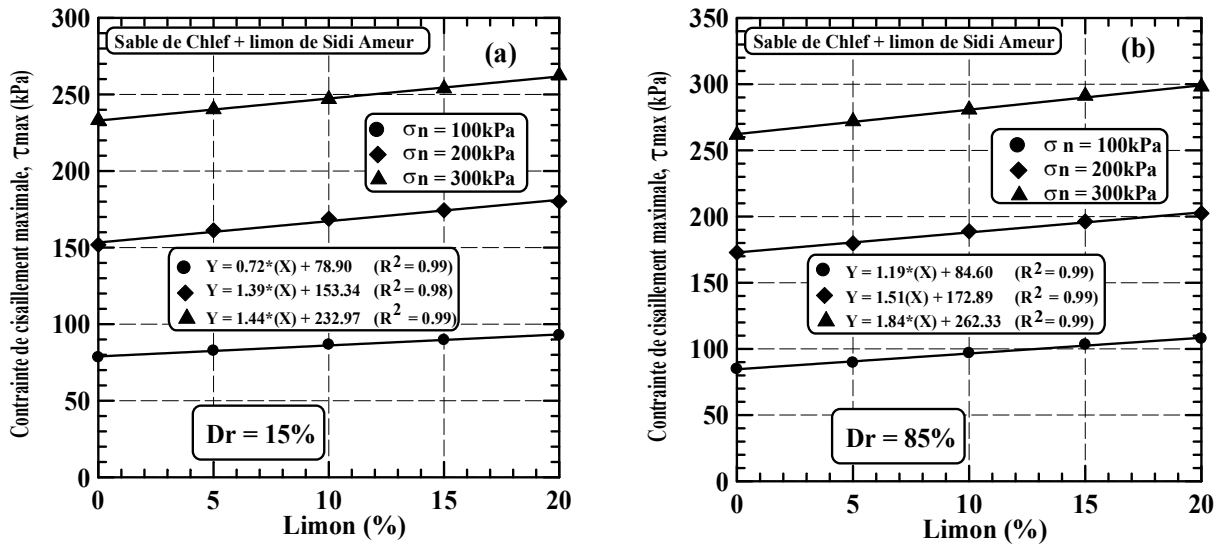 Sable de Chlef + limon de Sidi Ameur
(a)
σn = 100kPa
σn = 200kPa
σn = 300kPa
Y = 0.72*(X) + 78.90 (R2 = 0.99)
Y = 1.39*(X) + 153.34 (R2 = 0.98)
Y = 1.44*(X) + 232.97 (R2 = 0.99)
Dr = 15%
Contrainte de cisaillement maximale, τmax (kPa)
300
250
200
150
100
50
0
0 5 10 15 20
Limon (%)
Sable de Chlef + limon de Sidi Ameur
(b)
σ n = 100kPa
σn = 200kPa
σn = 300kPa
Y = 1.19*(X) + 84.60 (R2 = 0.99)
Y = 1.51(X) + 172.89 (R2 = 0.99)
Y = 1.84*(X) + 262.33 (R2 = 0.99)
Dr = 85%
Contrainte de cisaillement maximale, τmax (kPa)
350
300
250
200
150
100
50
0
0 5 10 15 20
Limon (%)